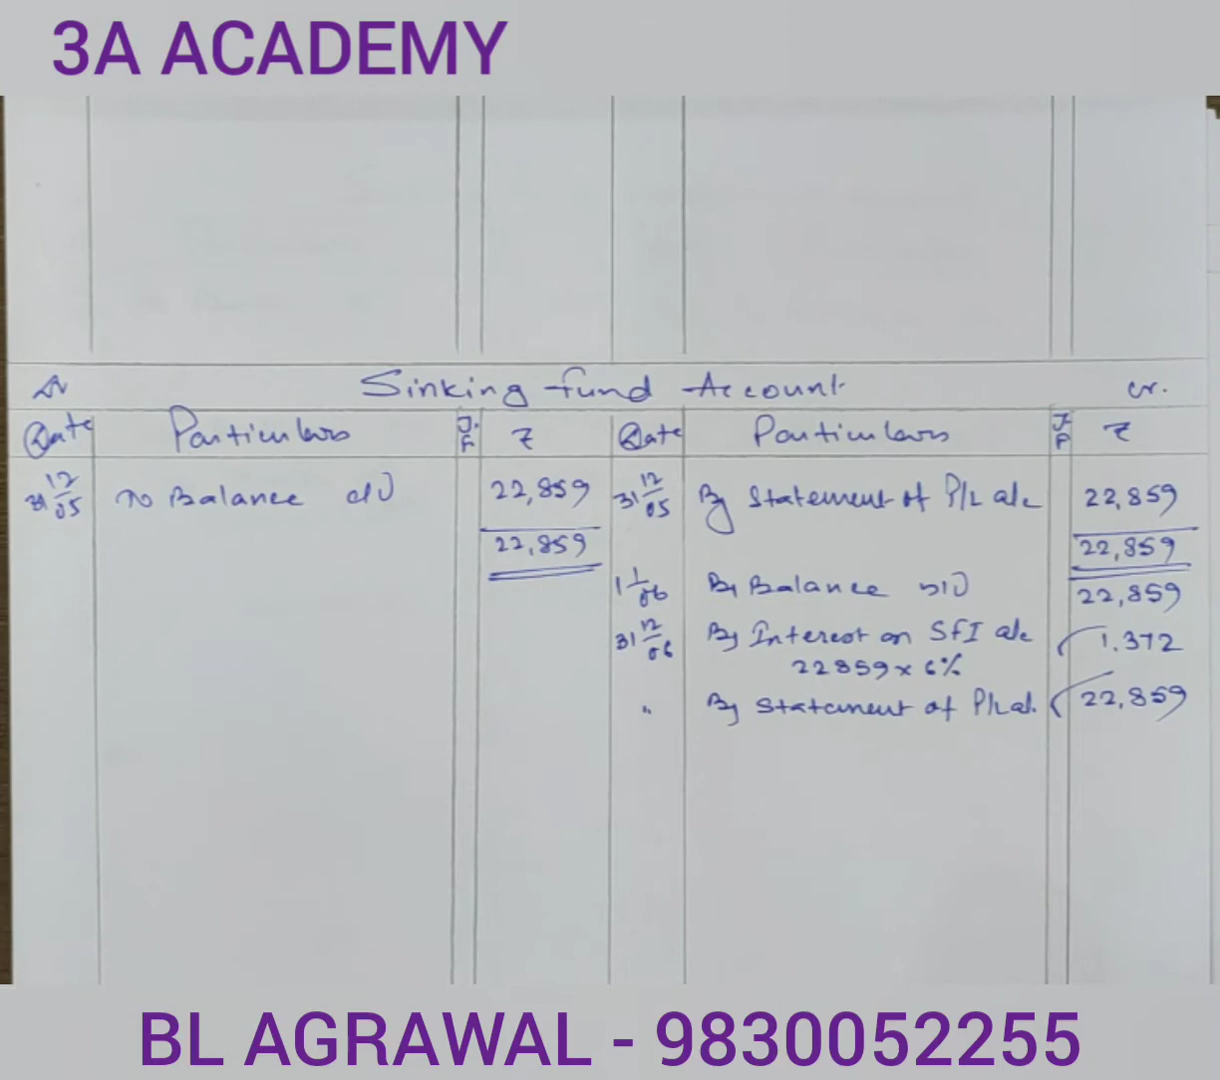 3A ACADEMY
Dr Sinking Fund Account cr.
Date Particulars J.F ₹ Date Particulars J.F ₹
31 12/05 To Balance c/d 22,859 31 12/05 By Statement of P/L a/c 22,859
22,859 22,859
1 1/06 By Balance b/d 22,859
31 12/06 By Interest on SFI a/c 1.372
22859 x 6%
" By Statement of P/L a/c 22,859
BL AGRAWAL - 9830052255